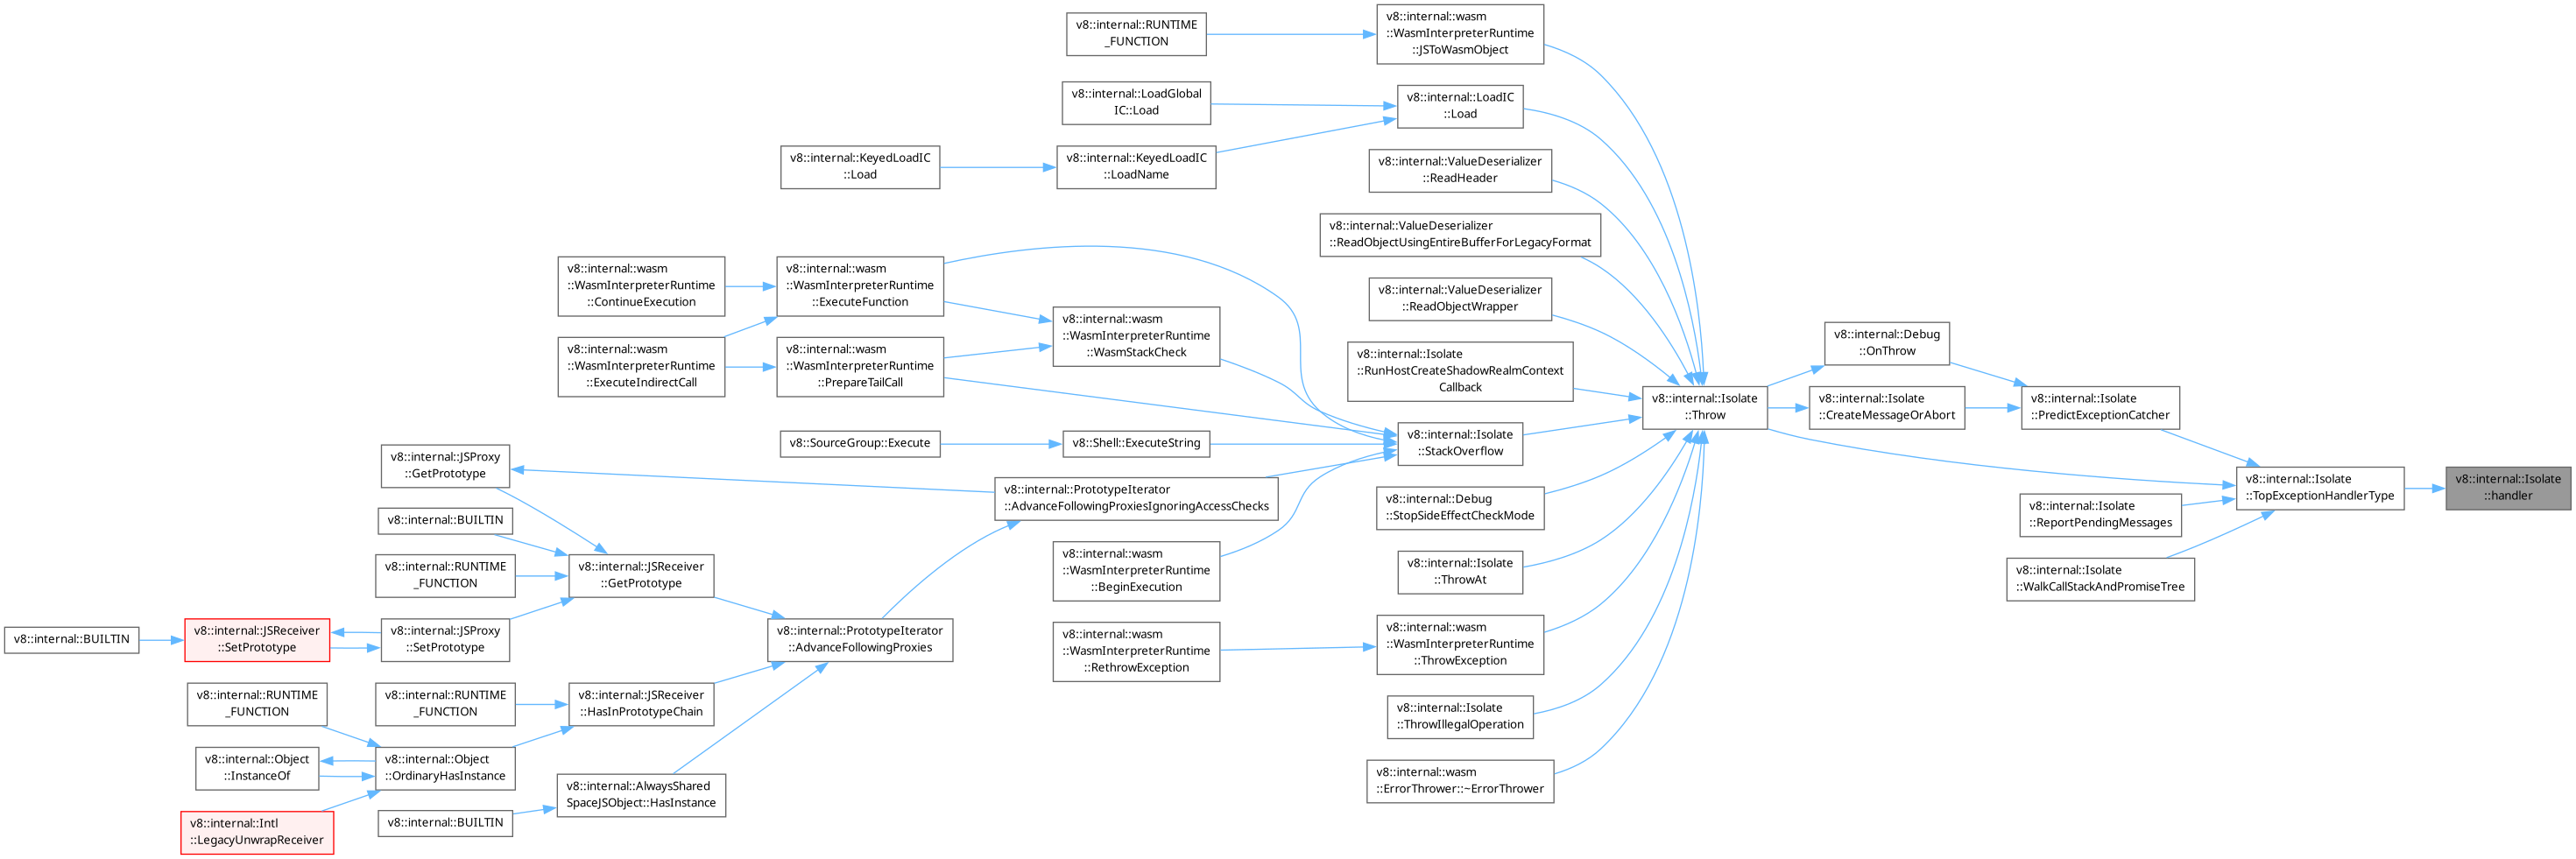 v8::internal::RUNTIME
_FUNCTION
v8::internal::wasm
::WasmInterpreterRuntime
::JSToWasmObject
v8::internal::LoadGlobal
IC::Load
v8::internal::LoadIC
::Load
v8::internal::KeyedLoadIC
::Load
v8::internal::KeyedLoadIC
::LoadName
v8::internal::ValueDeserializer
::ReadHeader
v8::internal::ValueDeserializer
::ReadObjectUsingEntireBufferForLegacyFormat
v8::internal::wasm
::WasmInterpreterRuntime
::ContinueExecution
v8::internal::wasm
::WasmInterpreterRuntime
::ExecuteFunction
v8::internal::ValueDeserializer
::ReadObjectWrapper
v8::internal::wasm
::WasmInterpreterRuntime
::WasmStackCheck
v8::internal::wasm
::WasmInterpreterRuntime
::ExecuteIndirectCall
v8::internal::wasm
::WasmInterpreterRuntime
::PrepareTailCall
v8::internal::Isolate
::RunHostCreateShadowRealmContext
Callback
v8::internal::Debug
::OnThrow
v8::internal::Isolate
::Throw
v8::internal::Isolate
::CreateMessageOrAbort
v8::internal::Isolate
::PredictExceptionCatcher
v8::SourceGroup::Execute
v8::Shell::ExecuteString
v8::internal::Isolate
::StackOverflow
v8::internal::JSProxy
::GetPrototype
v8::internal::PrototypeIterator
::AdvanceFollowingProxiesIgnoringAccessChecks
v8::internal::Debug
::StopSideEffectCheckMode
v8::internal::Isolate
::TopExceptionHandlerType
v8::internal::Isolate
::handler
v8::internal::Isolate
::ReportPendingMessages
v8::internal::BUILTIN
v8::internal::RUNTIME
_FUNCTION
v8::internal::JSReceiver
::GetPrototype
v8::internal::wasm
::WasmInterpreterRuntime
::BeginExecution
v8::internal::Isolate
::ThrowAt
v8::internal::Isolate
::WalkCallStackAndPromiseTree
v8::internal::BUILTIN
v8::internal::JSReceiver
::SetPrototype
v8::internal::JSProxy
::SetPrototype
v8::internal::PrototypeIterator
::AdvanceFollowingProxies
v8::internal::wasm
::WasmInterpreterRuntime
::RethrowException
v8::internal::wasm
::WasmInterpreterRuntime
::ThrowException
v8::internal::RUNTIME
_FUNCTION
v8::internal::RUNTIME
_FUNCTION
v8::internal::JSReceiver
::HasInPrototypeChain
v8::internal::Isolate
::ThrowIllegalOperation
v8::internal::Object
::InstanceOf
v8::internal::Object
::OrdinaryHasInstance
v8::internal::AlwaysShared
SpaceJSObject::HasInstance
v8::internal::wasm
::ErrorThrower::~ErrorThrower
v8::internal::Intl
::LegacyUnwrapReceiver
v8::internal::BUILTIN